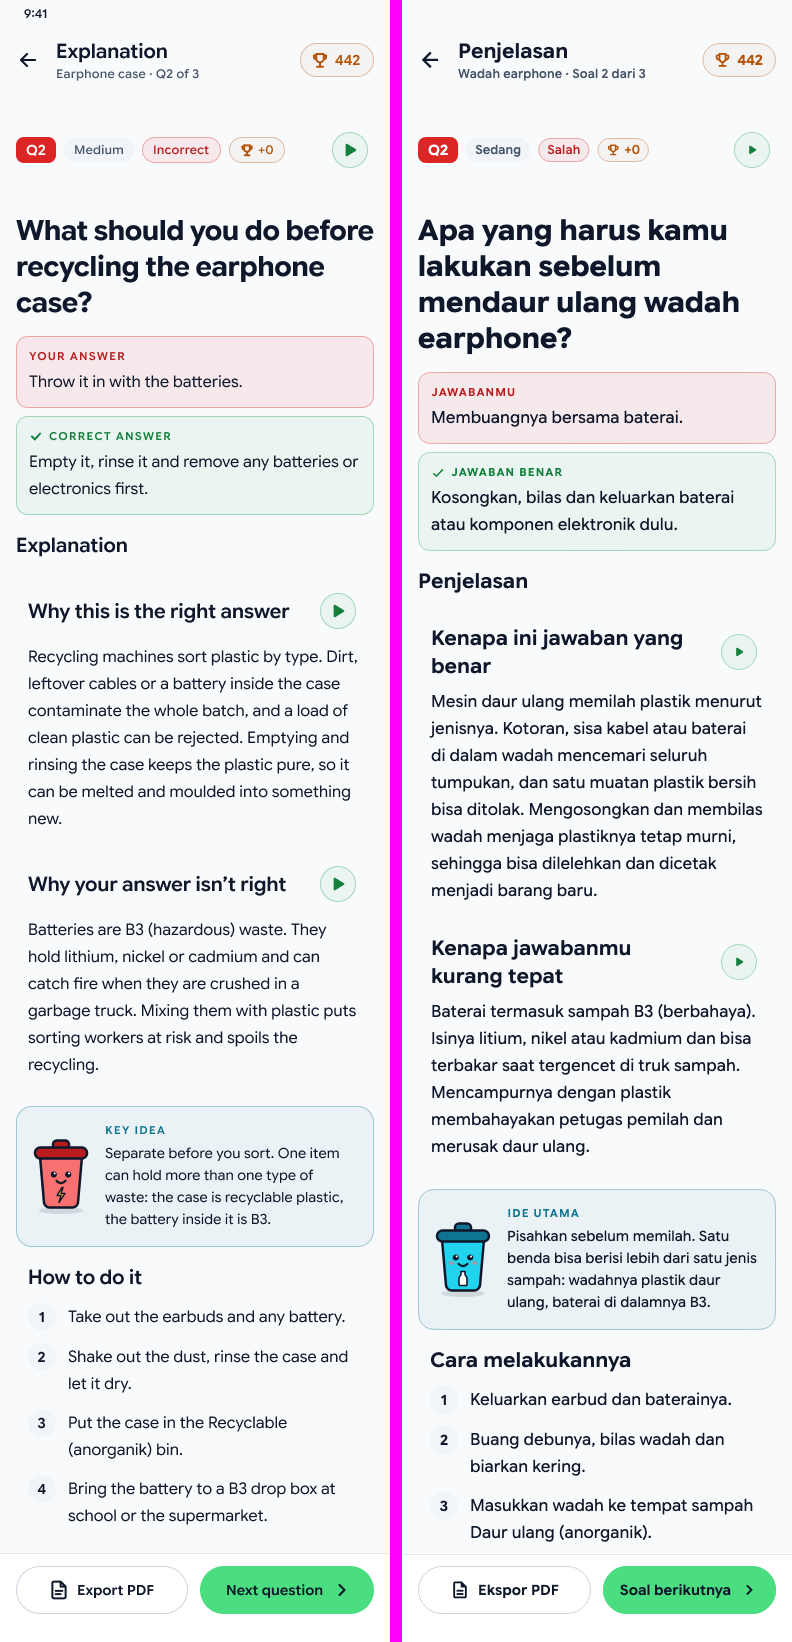 9:41
Explanation
Earphone case · Q2 of 3
442
Q2
Medium
Incorrect
+0
What should you do before
recycling the earphone
case?
YOUR ANSWER
Throw it in with the batteries.
CORRECT ANSWER
Empty it, rinse it and remove any batteries or
electronics first.
Explanation
Why this is the right answer
Recycling machines sort plastic by type. Dirt,
leftover cables or a battery inside the case
contaminate the whole batch, and a load of
clean plastic can be rejected. Emptying and
rinsing the case keeps the plastic pure, so it
can be melted and moulded into something
new.
Why your answer isn’t right
Batteries are B3 (hazardous) waste. They
hold lithium, nickel or cadmium and can
catch fire when they are crushed in a
garbage truck. Mixing them with plastic puts
sorting workers at risk and spoils the
recycling.
KEY IDEA
Separate before you sort. One item
can hold more than one type of
waste: the case is recyclable plastic,
the battery inside it is B3.
How to do it
1 Take out the earbuds and any battery.
2 Shake out the dust, rinse the case and
let it dry.
3 Put the case in the Recyclable
(anorganik) bin.
4 Bring the battery to a B3 drop box at
school or the supermarket.
Export PDF
Next question
Penjelasan
Wadah earphone · Soal 2 dari 3
442
Q2
Sedang
Salah
+0
Apa yang harus kamu
lakukan sebelum
mendaur ulang wadah
earphone?
JAWABANMU
Membuangnya bersama baterai.
JAWABAN BENAR
Kosongkan, bilas dan keluarkan baterai
atau komponen elektronik dulu.
Penjelasan
Kenapa ini jawaban yang
benar
Mesin daur ulang memilah plastik menurut
jenisnya. Kotoran, sisa kabel atau baterai
di dalam wadah mencemari seluruh
tumpukan, dan satu muatan plastik bersih
bisa ditolak. Mengosongkan dan membilas
wadah menjaga plastiknya tetap murni,
sehingga bisa dilelehkan dan dicetak
menjadi barang baru.
Kenapa jawabanmu
kurang tepat
Baterai termasuk sampah B3 (berbahaya).
Isinya litium, nikel atau kadmium dan bisa
terbakar saat tergencet di truk sampah.
Mencampurnya dengan plastik
membahayakan petugas pemilah dan
merusak daur ulang.
IDE UTAMA
Pisahkan sebelum memilah. Satu
benda bisa berisi lebih dari satu jenis
sampah: wadahnya plastik daur
ulang, baterai di dalamnya B3.
Cara melakukannya
1 Keluarkan earbud dan baterainya.
2 Buang debunya, bilas wadah dan
biarkan kering.
3 Masukkan wadah ke tempat sampah
Daur ulang (anorganik).
Ekspor PDF
Soal berikutnya